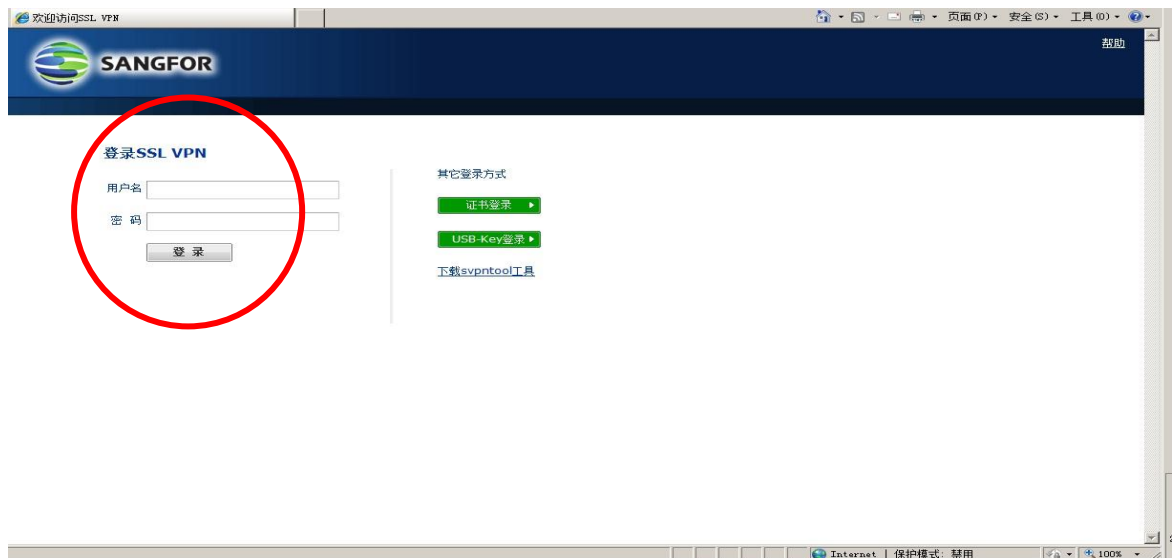 欢迎访问SSL VPN
页面(P) 安全(S) 工具(O)
帮助
SANGFOR
登录SSL VPN
用户名
密 码
登 录
其它登录方式
证书登录
USB-Key登录
下载svpntool工具
Internet | 保护模式: 禁用
100%